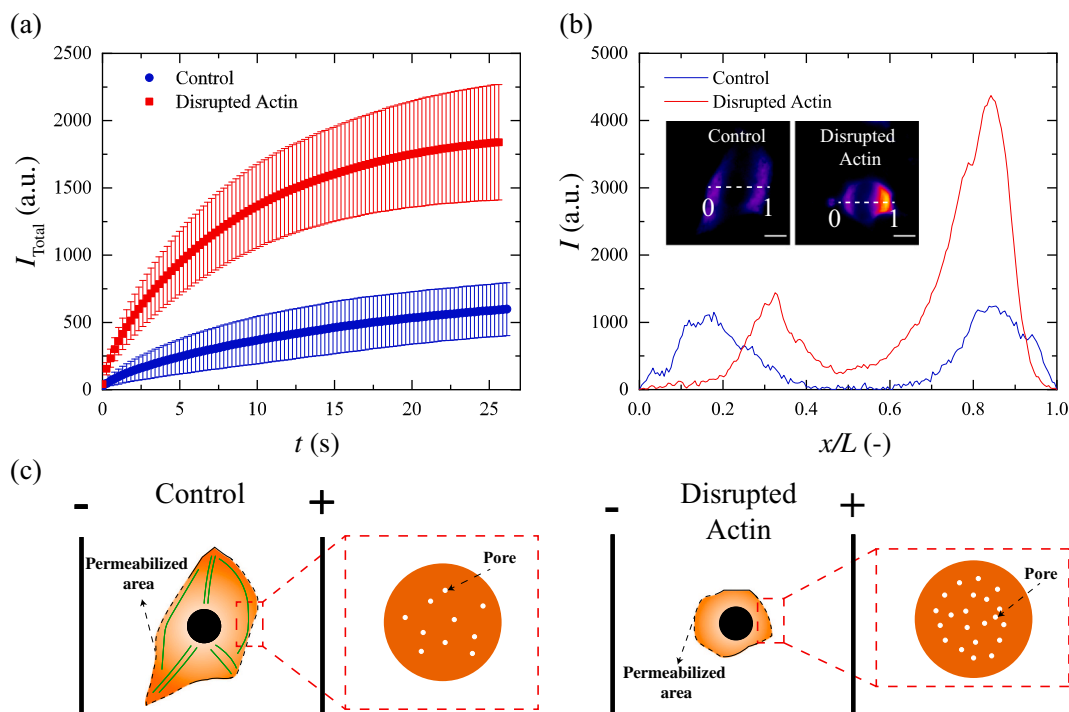 (a)
2500
2000
1500
1000
500
0
I_Total (a.u.)
Control
Disrupted Actin
0 5 10 15 20 25
t (s)
(b)
5000
4000
3000
2000
1000
0
I (a.u.)
Control
Disrupted Actin
Control
0 1
Disrupted
Actin
0 1
0.0 0.2 0.4 0.6 0.8 1.0
x/L (-)
(c)
- Control +
Permeabilized
area
Pore
- Disrupted +
Actin
Pore
Permeabilized
area